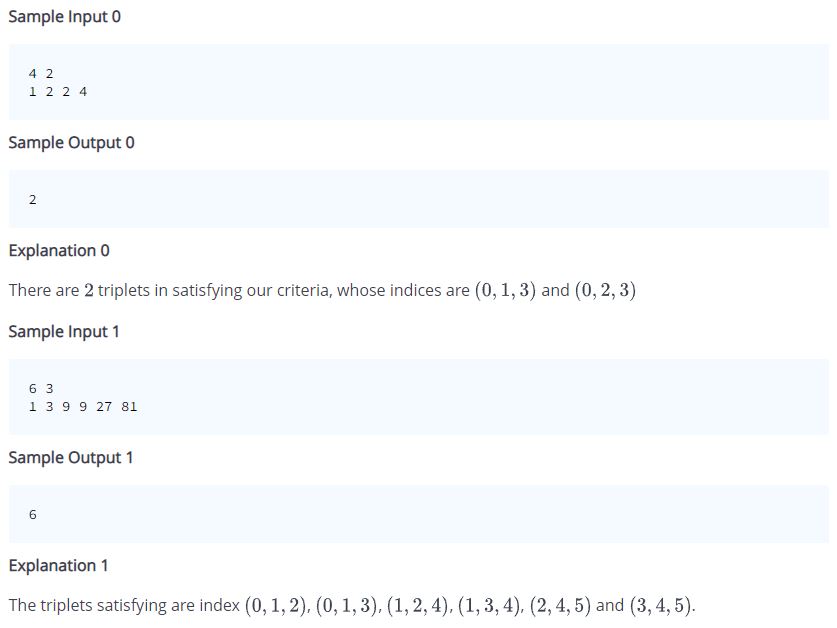 Sample Input 0
4 2
1 2 2 4
Sample Output 0
2
Explanation 0
There are 2 triplets in satisfying our criteria, whose indices are (0, 1, 3) and (0, 2, 3)
Sample Input 1
6 3
1 3 9 9 27 81
Sample Output 1
6
Explanation 1
The triplets satisfying are index (0, 1, 2), (0, 1, 3), (1, 2, 4), (1, 3, 4), (2, 4, 5) and (3, 4, 5).